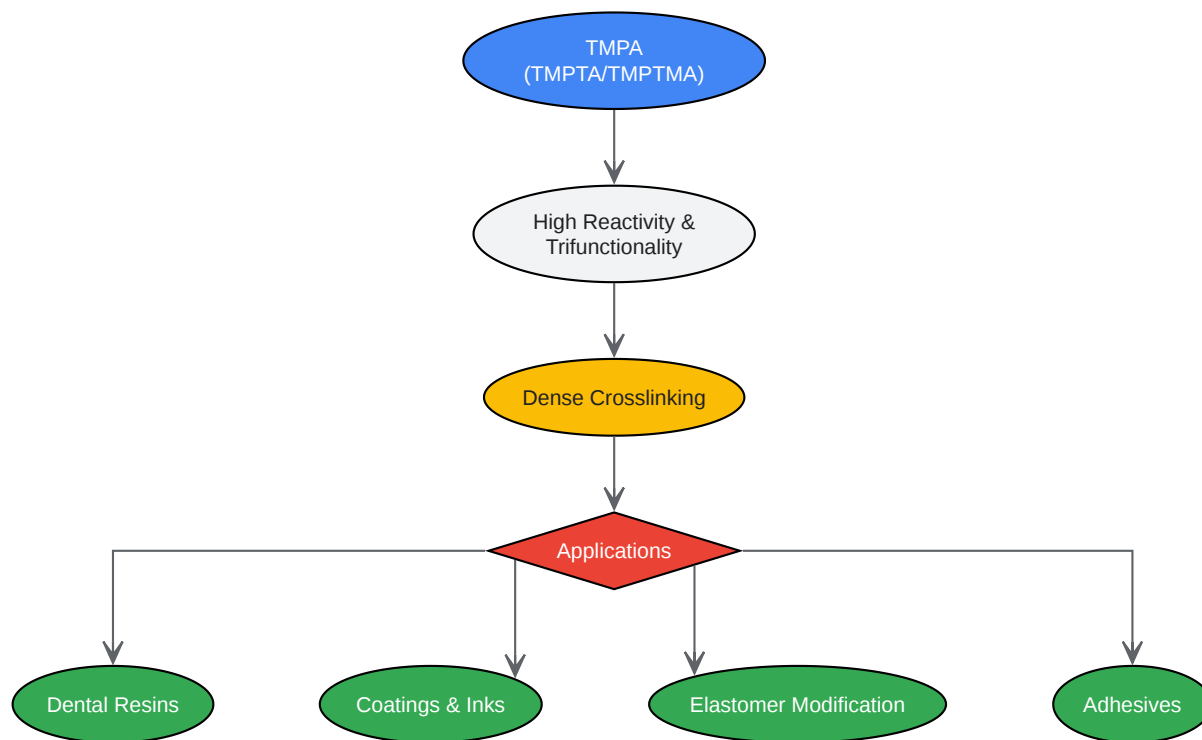 TMPA
(TMPTA/TMPTMA)
High Reactivity &
Trifunctionality
Dense Crosslinking
Applications
Dental Resins
Coatings & Inks
Elastomer Modification
Adhesives